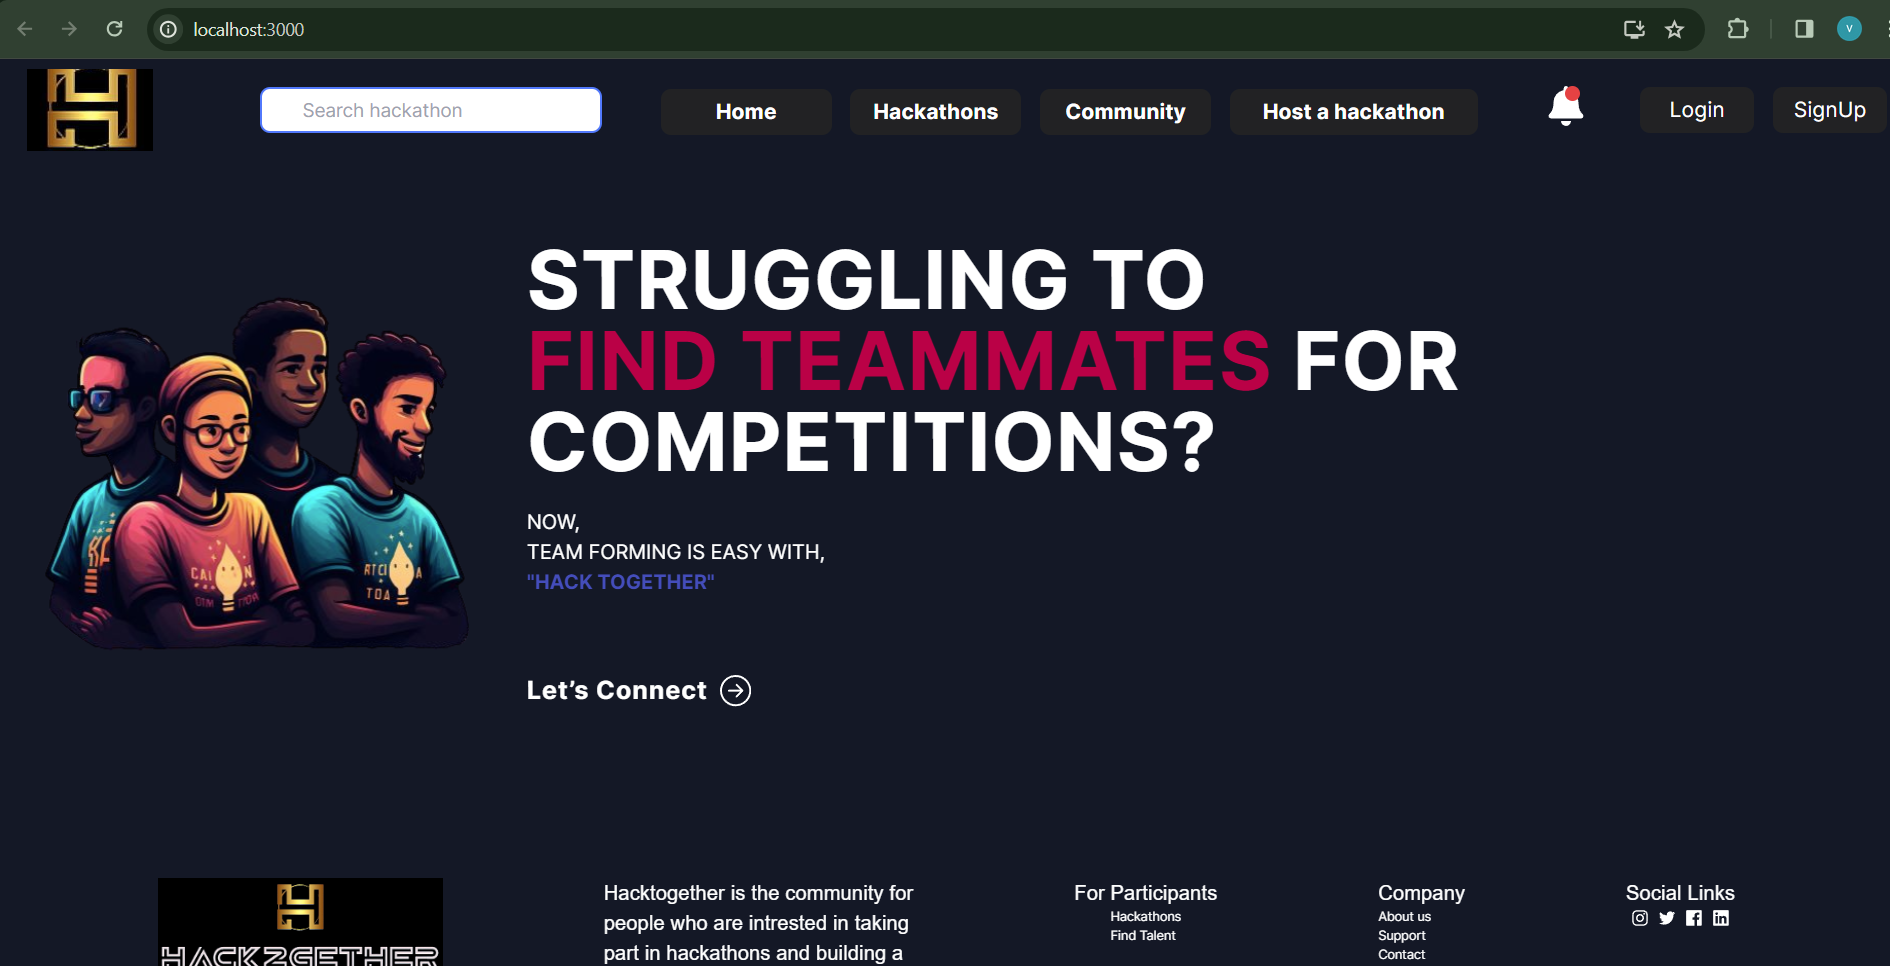 localhost:3000
V
Search hackathon
Home
Hackathons
Community
Host a hackathon
Login
SignUp
STRUGGLING TO
FIND TEAMMATES FOR
COMPETITIONS?
NOW,
TEAM FORMING IS EASY WITH,
"HACK TOGETHER"
Let’s Connect
HACK2GETHER
Hacktogether is the community for
people who are intrested in taking
part in hackathons and building a
For Participants
Hackathons
Find Talent
Company
About us
Support
Contact
Social Links